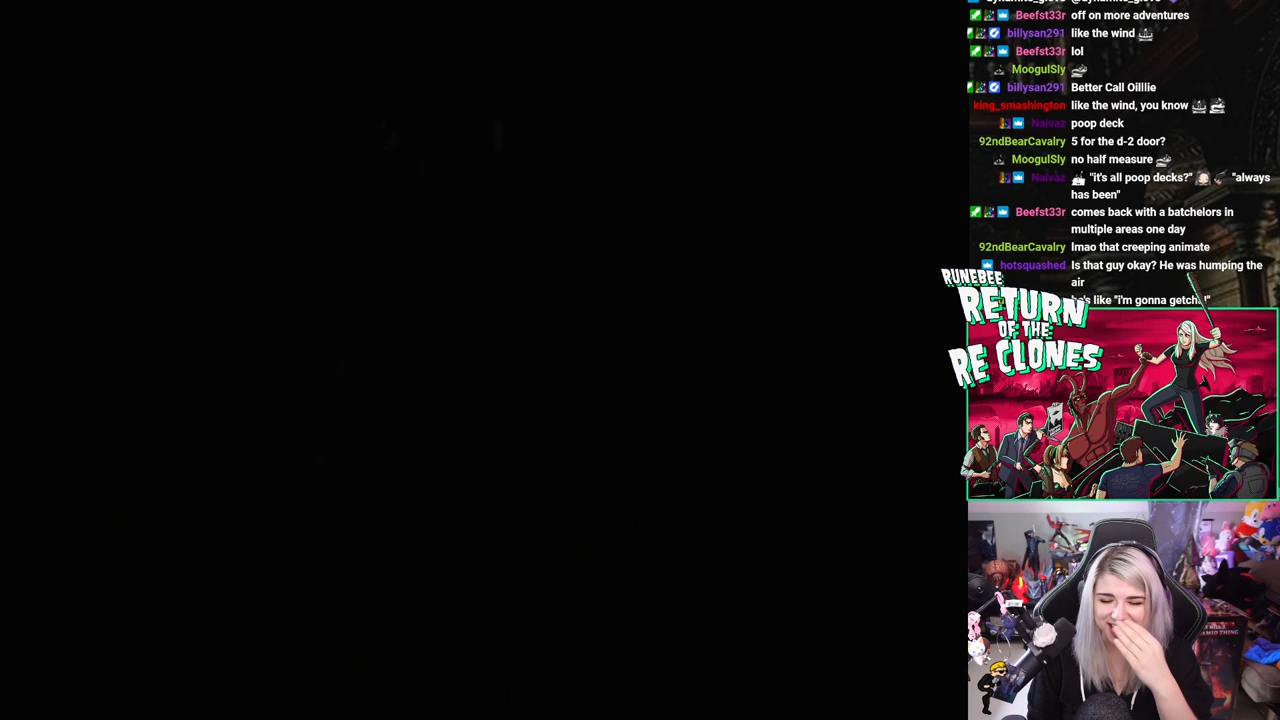 Beefst33r off on more adventures
billysan291 like the wind
Beefst33r lol
MoogulSly
billysan291 Better Call Oilllie
king_smashington like the wind, you know
Naivaz poop deck
92ndBearCavalry 5 for the d-2 door?
MoogulSly no half measure
Naivaz "it's all poop decks?" "always
has been"
Beefst33r comes back with a batchelors in
multiple areas one day
92ndBearCavalry lmao that creeping animate
hotsquashed Is that guy okay? He was humping the
air
like "i'm gonna
RUNEBEE
RETURN
OF THE
RE CLONES